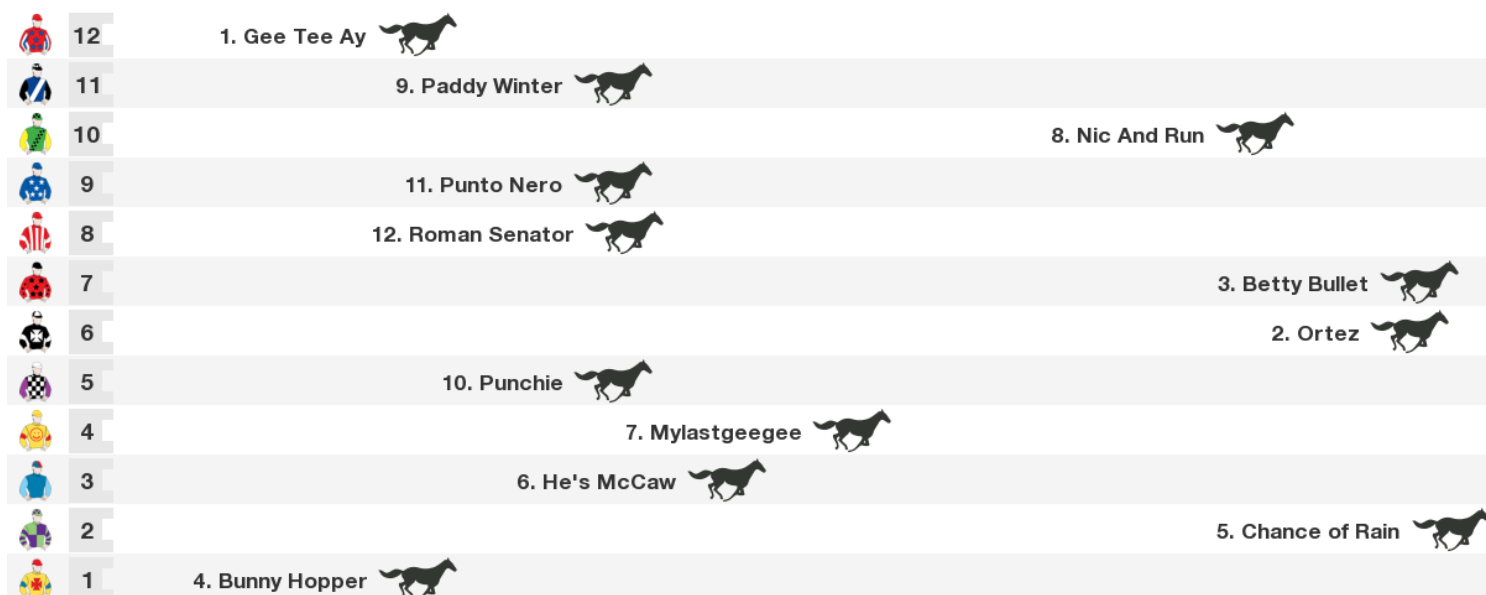 12 1. Gee Tee Ay
11 9. Paddy Winter
10 8. Nic And Run
9 11. Punto Nero
8 12. Roman Senator
7 3. Betty Bullet
6 2. Ortez
5 10. Punchie
4 7. Mylastgeegee
3 6. He's McCaw
2 5. Chance of Rain
1 4. Bunny Hopper